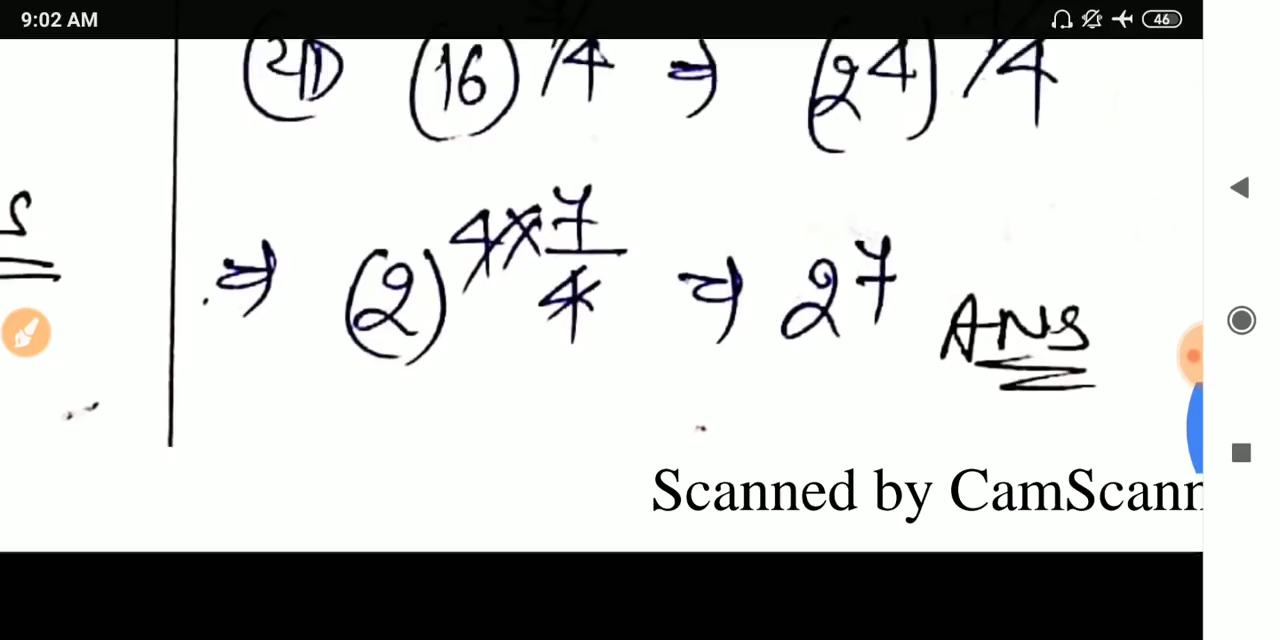 9:02 AM 46
(16)^7/4 ⇒ (2^4)^7/4
S
⇒ (2)^4×7/4 ⇒ 2^7 ANS
Scanned by CamScann